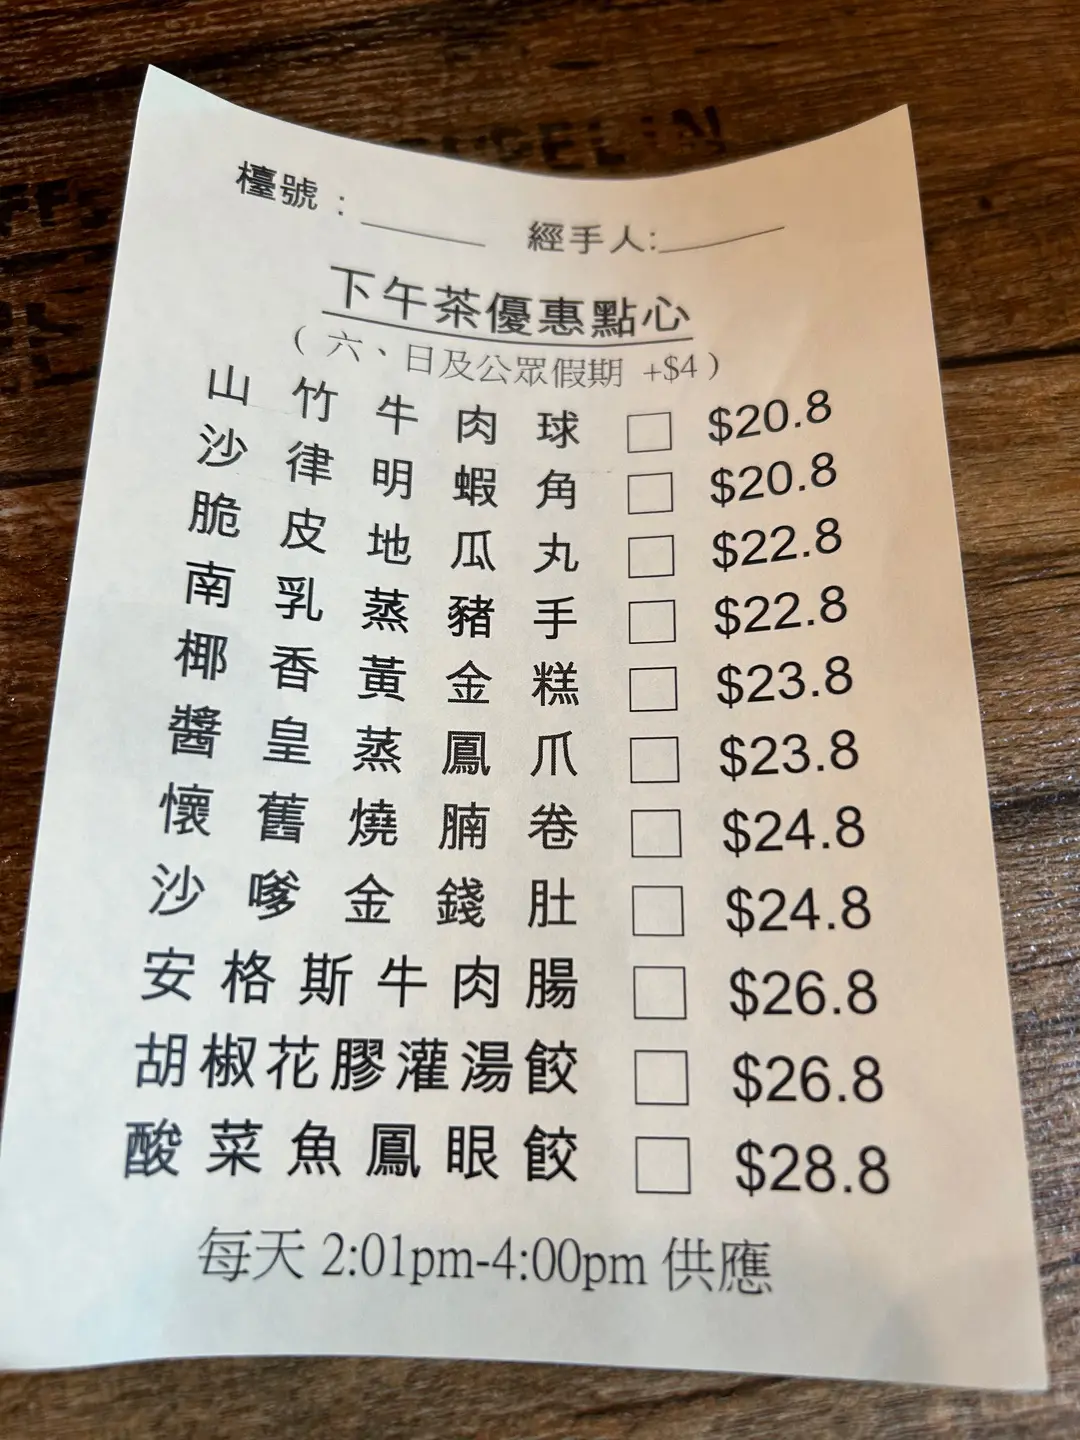 檯號：______ 經手人:______
下午茶優惠點心
（六、日及公眾假期 +$4）
山竹牛肉球 □ $20.8
沙律明蝦角 □ $20.8
脆皮地瓜丸 □ $22.8
南乳蒸豬手 □ $22.8
椰香黃金糕 □ $23.8
醬皇蒸鳳爪 □ $23.8
懷舊燒腩卷 □ $24.8
沙嗲金錢肚 □ $24.8
安格斯牛肉腸 □ $26.8
胡椒花膠灌湯餃 □ $26.8
酸菜魚鳳眼餃 □ $28.8
每天 2:01pm-4:00pm 供應